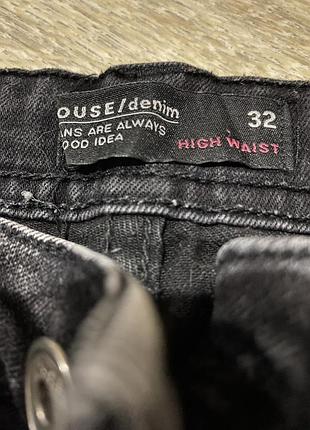 OUSE/denim 32
ANS ARE ALWAYS
OOD IDEA HIGH WAIST